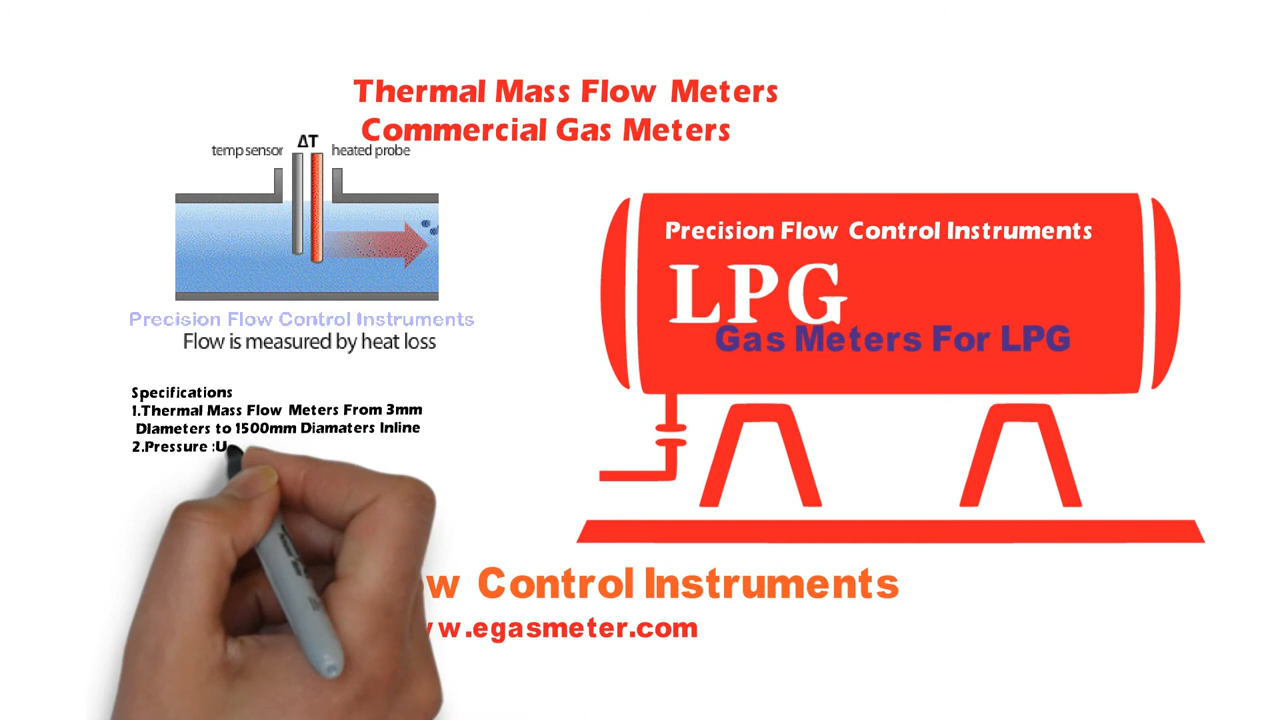 Thermal Mass Flow Meters
Commercial Gas Meters
ΔT
temp sensor
heated probe
Precision Flow Control Instruments
Flow is measured by heat loss
Precision Flow Control Instruments
LPG
Gas Meters For LPG
Specifications
1.Thermal Mass Flow Meters From 3mm
DIameters to 1500mm Diamaters Inline
2.Pressure :U
Control Instruments
w.egasmeter.com